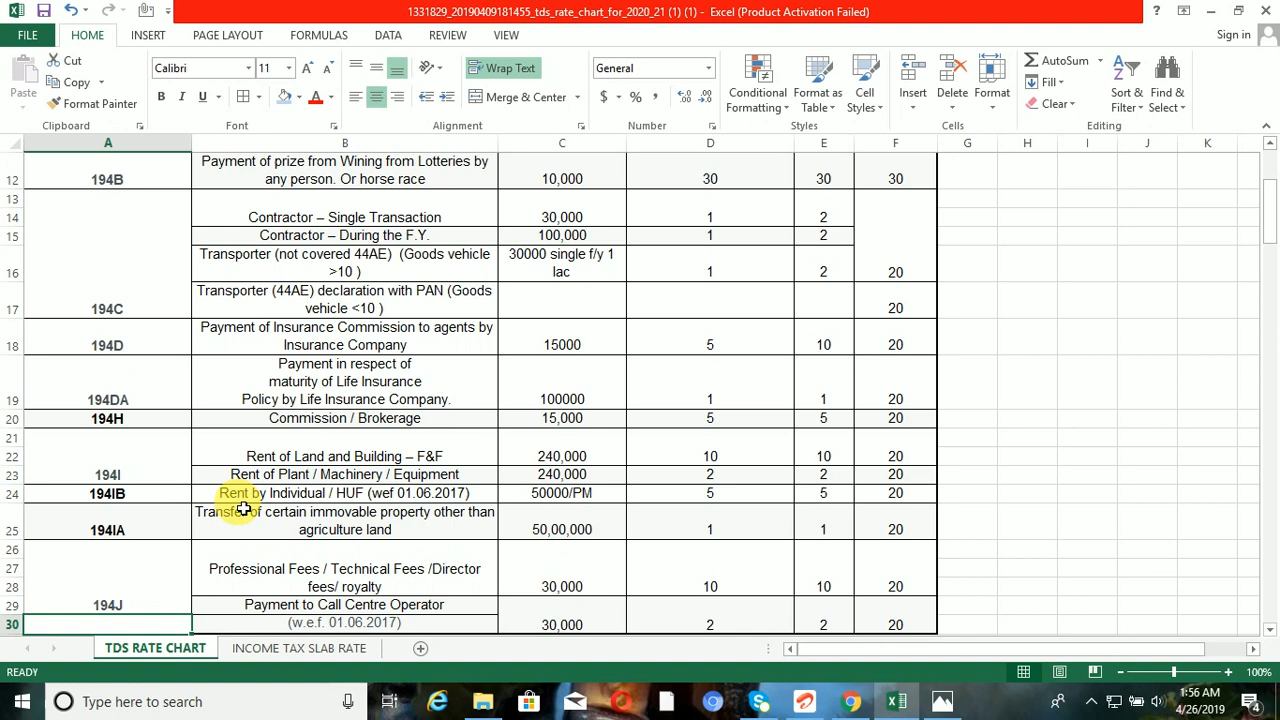 1331829_20190409181455_tds_rate_chart_for_2020_21 (1) (1) - Excel (Product Activation Failed)
FILE HOME INSERT PAGE LAYOUT FORMULAS DATA REVIEW VIEW Sign in
Paste Cut Copy Format Painter
Clipboard
Calibri 11
B I U A
Font
Wrap Text
Merge & Center
Alignment
General
$ % ,
Number
Conditional Formatting Format as Table Cell Styles
Styles
Insert Delete Format
Cells
AutoSum Fill Clear Sort & Filter Find & Select
Editing
A B C D E F G H I J K
Payment of prize from Wining from Lotteries by
12 194B any person. Or horse race 10,000 30 30 30
13
14 Contractor – Single Transaction 30,000 1 2
15 Contractor – During the F.Y. 100,000 1 2
Transporter (not covered 44AE) (Goods vehicle 30000 single f/y 1
16 >10 ) lac 1 2 20
Transporter (44AE) declaration with PAN (Goods
17 194C vehicle <10 ) 20
Payment of Insurance Commission to agents by
18 194D Insurance Company 15000 5 10 20
Payment in respect of
maturity of Life Insurance
19 194DA Policy by Life Insurance Company. 100000 1 1 20
20 194H Commission / Brokerage 15,000 5 5 20
21
22 Rent of Land and Building – F&F 240,000 10 10 20
23 194I Rent of Plant / Machinery / Equipment 240,000 2 2 20
24 194IB Rent by Individual / HUF (wef 01.06.2017) 50000/PM 5 5 20
Transfer of certain immovable property other than
25 194IA agriculture land 50,00,000 1 1 20
26
27 Professional Fees / Technical Fees /Director
28 fees/ royalty 30,000 10 10 20
29 194J Payment to Call Centre Operator
30 (w.e.f. 01.06.2017) 30,000 2 2 20
TDS RATE CHART INCOME TAX SLAB RATE
READY 100%
Type here to search
1:56 AM
4/26/2019
4